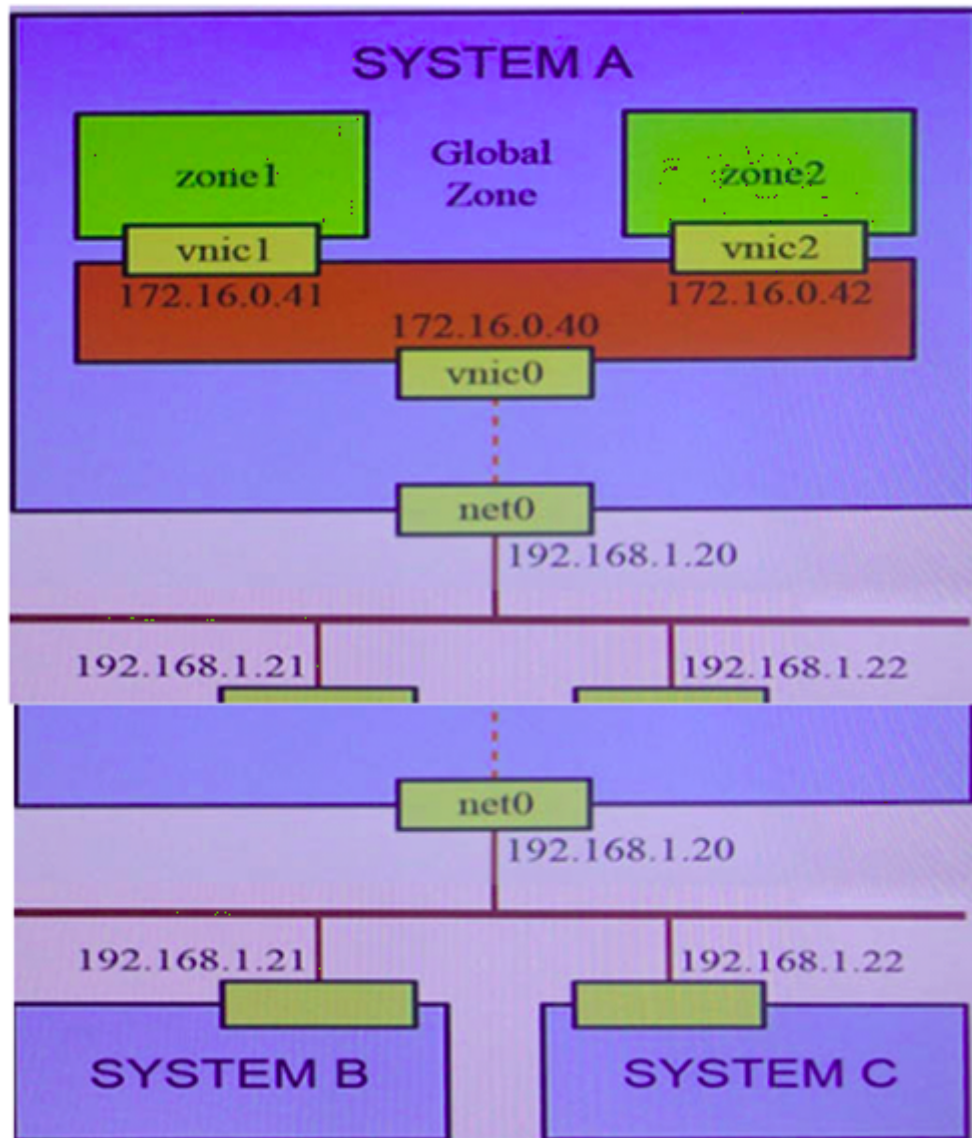 SYSTEM A
zone1
Global
Zone
zone2
vnic1
vnic2
172.16.0.41
172.16.0.42
172.16.0.40
vnic0
net0
192.168.1.20
192.168.1.21
192.168.1.22
net0
192.168.1.20
192.168.1.21
192.168.1.22
SYSTEM B
SYSTEM C